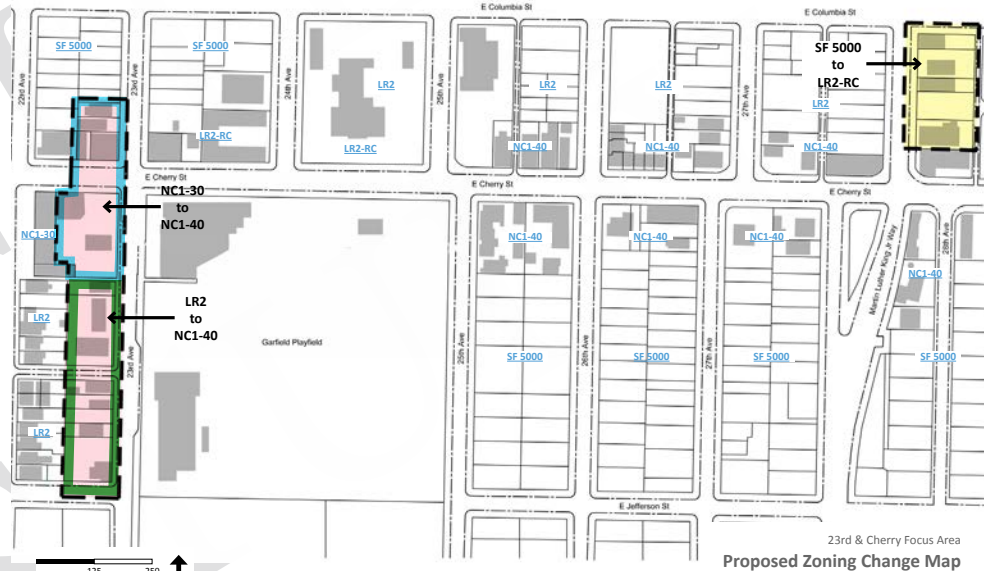 E Columbia St
E Columbia St
SF 5000
SF 5000
22nd Ave
23rd Ave
24th Ave
25th Ave
LR2
LR2
LR2
27th Ave
SF 5000
to
LR2-RC
LR2
LR2-RC
LR2-RC
NC1-40
NC1-40
NC1-40
E Cherry St
E Cherry St
E Cherry St
NC1-30
to
NC1-40
NC1-30
NC1-40
NC1-40
NC1-40
Martin Luther King Jr Way
28th Ave
NC1-40
LR2
to
NC1-40
LR2
23rd Ave
Garfield Playfield
25th Ave
SF 5000
26th Ave
SF 5000
27th Ave
SF 5000
SF 5000
LR2
E Jefferson St
23rd & Cherry Focus Area
Proposed Zoning Change Map
125
250